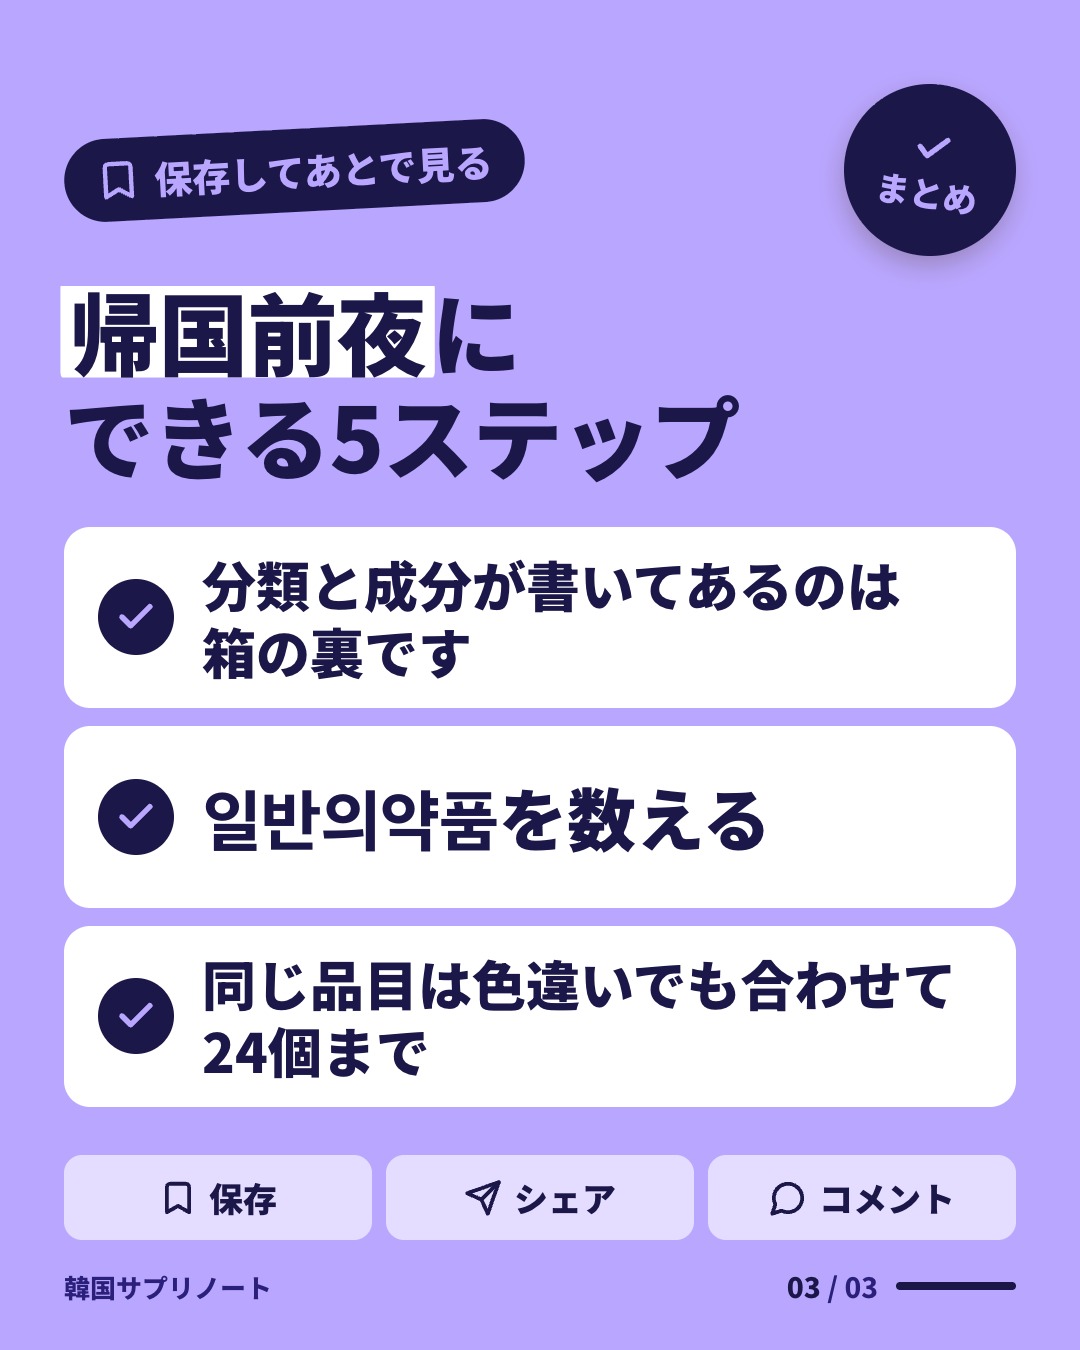 保存してあとで見る
まとめ
帰国前夜に
できる5ステップ
分類と成分が書いてあるのは
箱の裏です
일반의약품を数える
同じ品目は色違いでも合わせて
24個まで
保存
シェア
コメント
韓国サプリノート
03 / 03